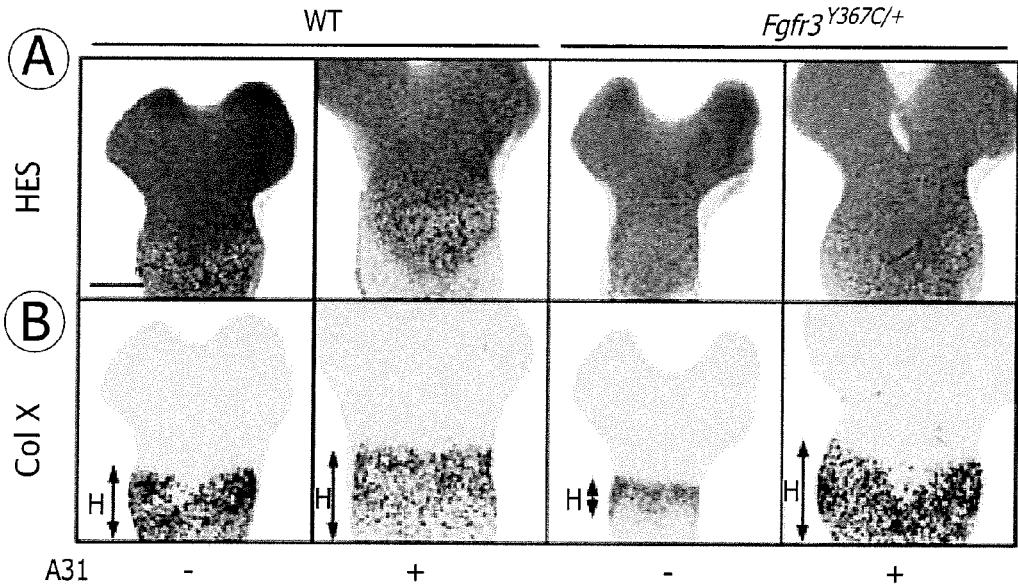 WT Fgfr3Y367C/+
A
HES
B
Col X
H H H H
A31 - + - +